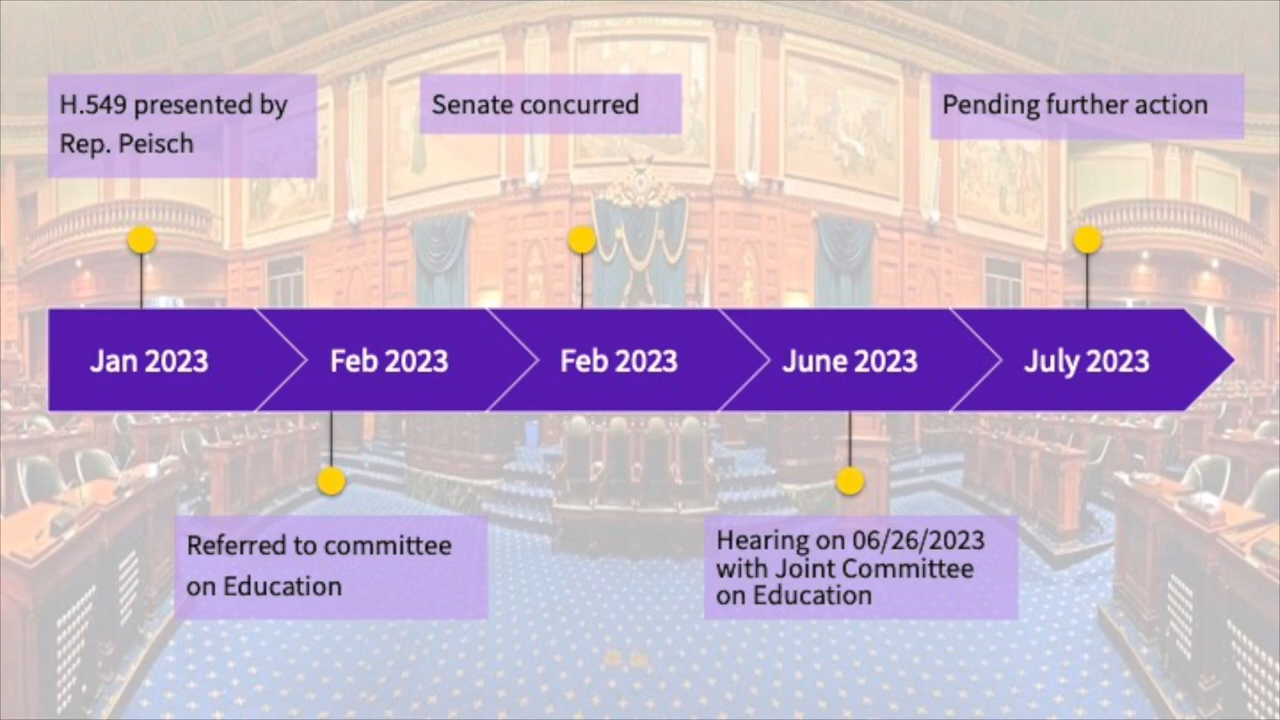 H.549 presented by
Rep. Peisch
Senate concurred
Pending further action
Jan 2023
Feb 2023
Feb 2023
June 2023
July 2023
Referred to committee
on Education
Hearing on 06/26/2023
with Joint Committee
on Education